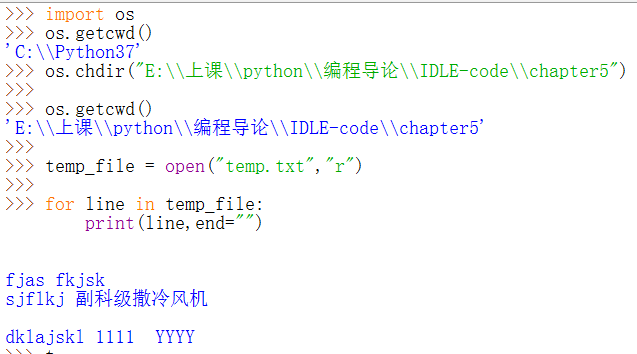 >>> import os
>>> os.getcwd()
'C:\\Python37'
>>> os.chdir("E:\\上课\\python\\编程导论\\IDLE-code\\chapter5")
>>>
>>> os.getcwd()
'E:\\上课\\python\\编程导论\\IDLE-code\\chapter5'
>>>
>>> temp_file = open("temp.txt","r")
>>>
>>> for line in temp_file:
        print(line,end="")
fjas fkjsk
sjflkj 副科级撒冷风机
dklajskl 1111  YYYY
>>>